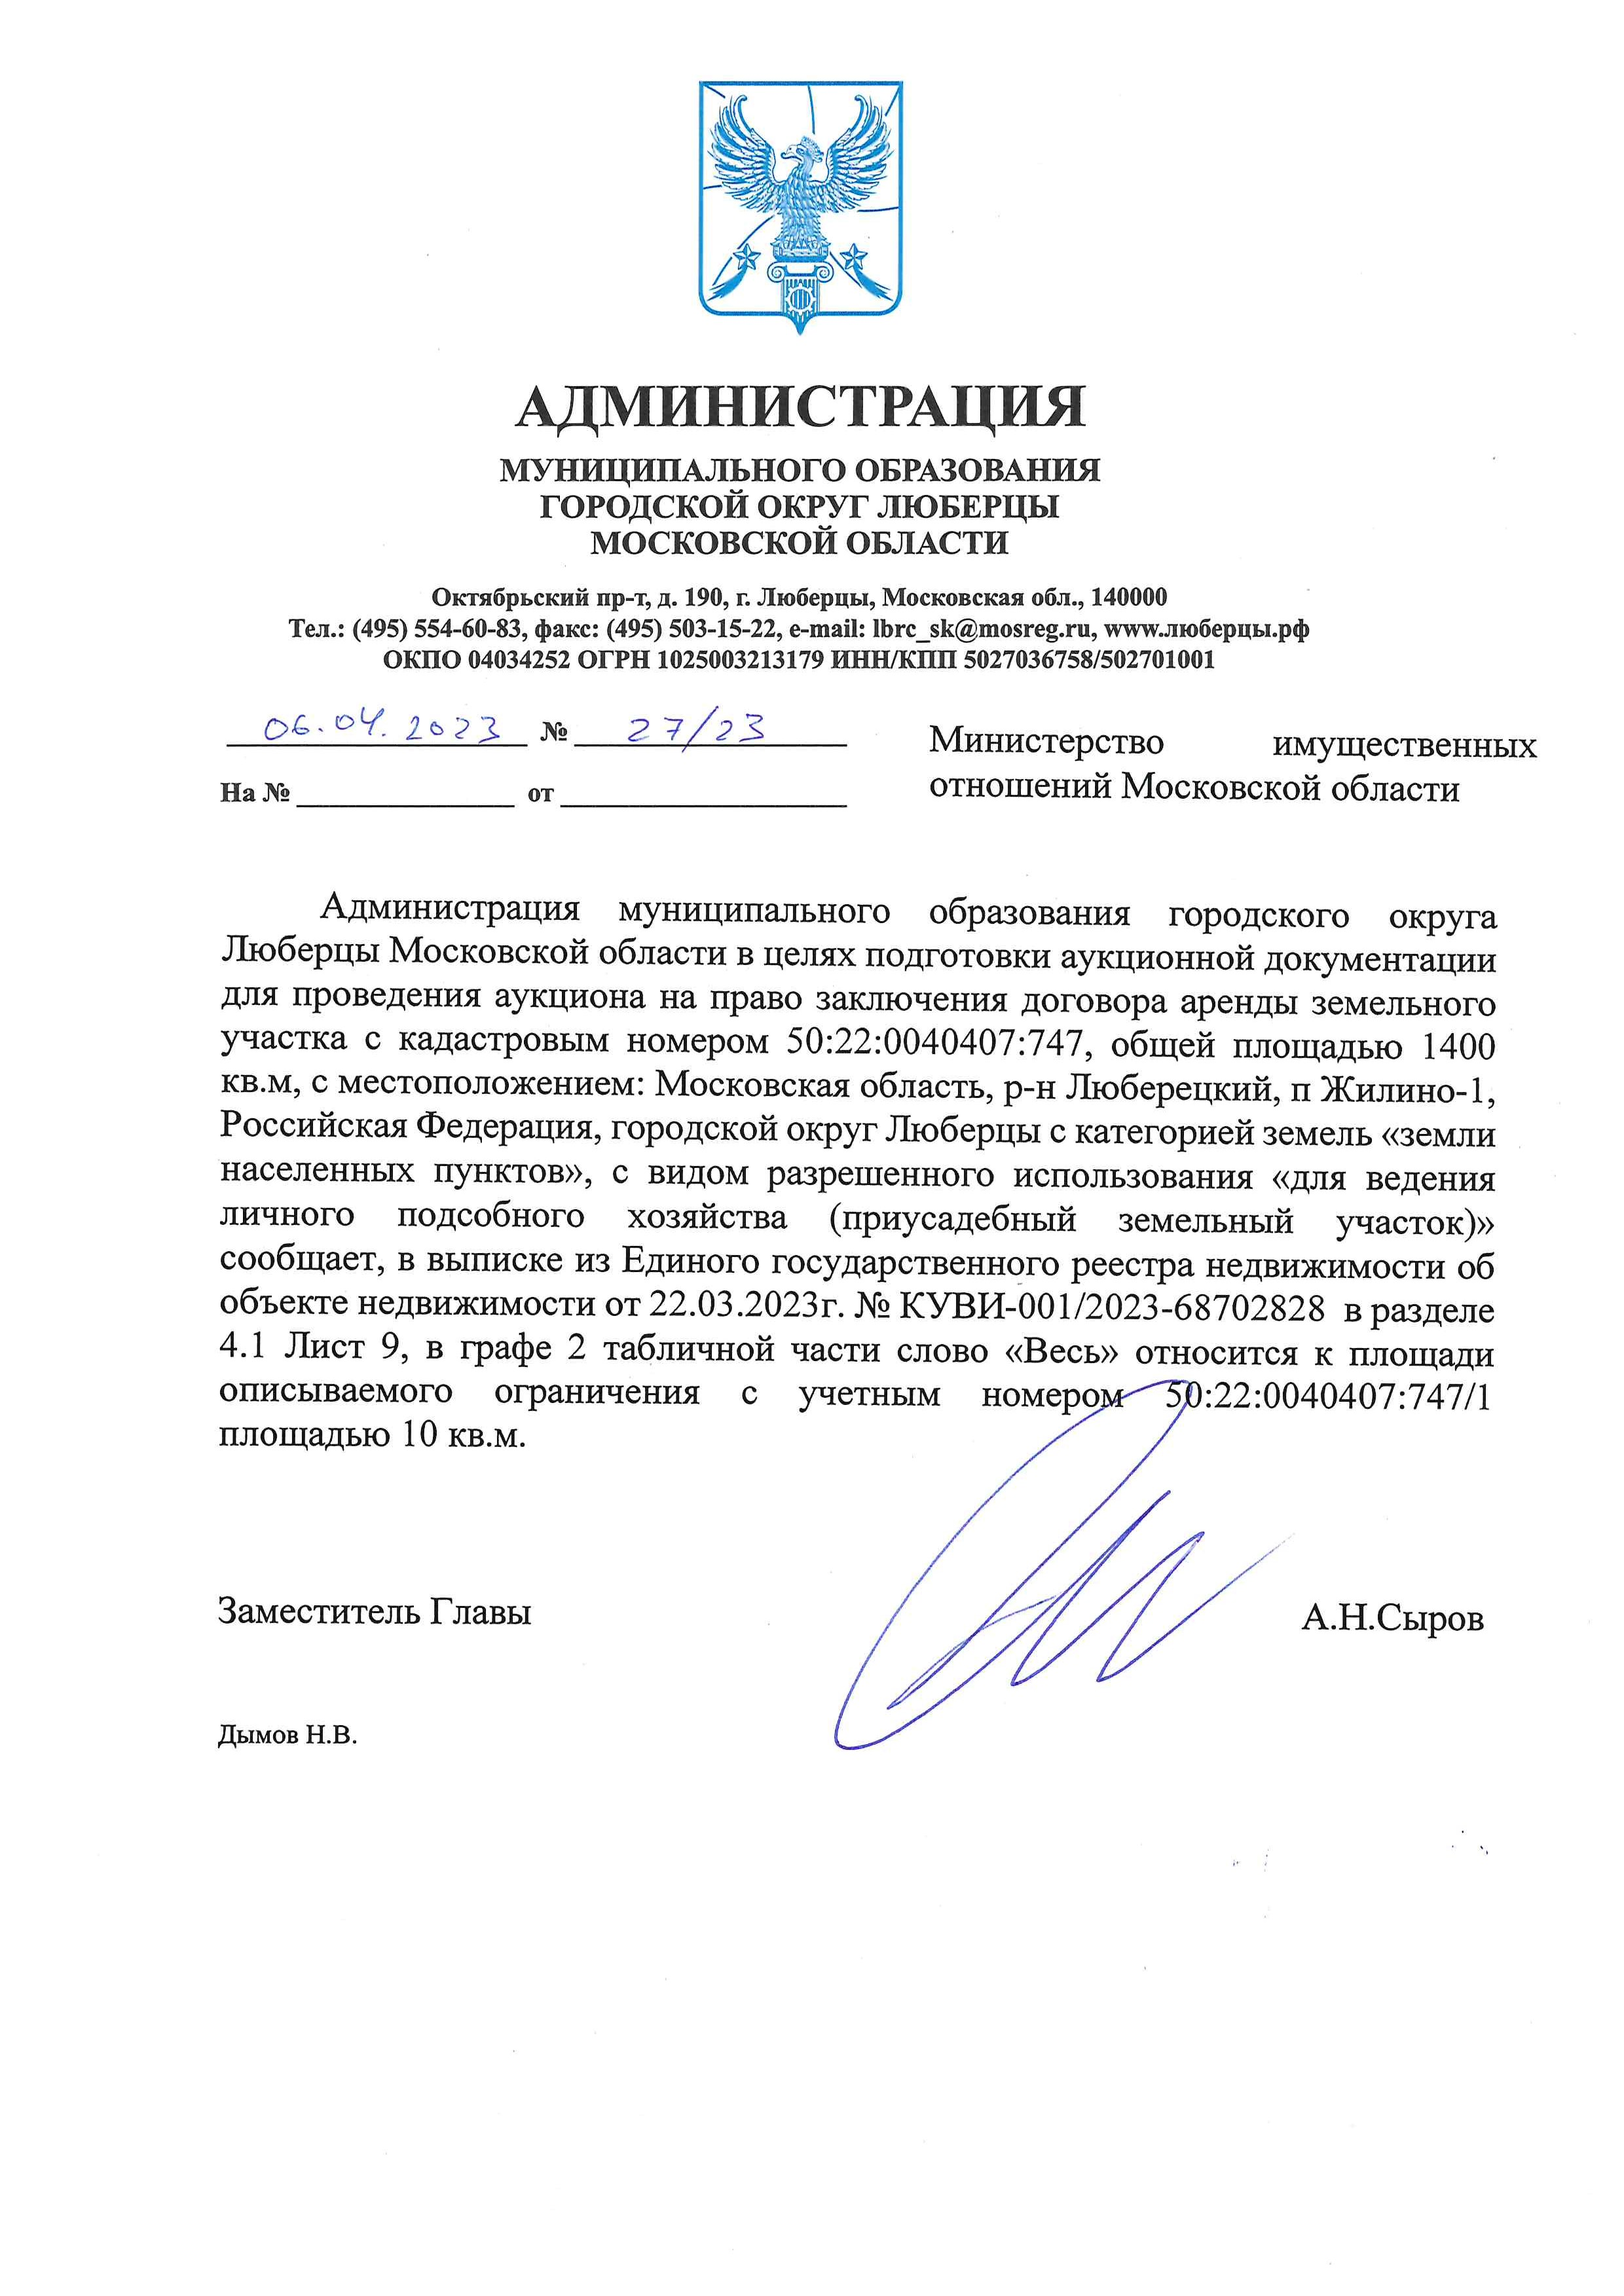 АДМИНИСТРАЦИЯ
МУНИЦИПАЛЬНОГО ОБРАЗОВАНИЯ
ГОРОДСКОЙ ОКРУГ ЛЮБЕРЦЫ
МОСКОВСКОЙ ОБЛАСТИ
Октябрьский пр-т, д. 190, г. Люберцы, Московская обл., 140000
Тел.: (495) 554-60-83, факс: (495) 503-15-22, e-mail: lbrc_sk@mosreg.ru, www.люберцы.рф
ОКПО 04034252 ОГРН 1025003213179 ИНН/КПП 5027036758/502701001
06.04.2023 № 27/23
На № ____________ от ____________
Министерство имущественных
отношений Московской области
Администрация муниципального образования городского округа
Люберцы Московской области в целях подготовки аукционной документации
для проведения аукциона на право заключения договора аренды земельного
участка с кадастровым номером 50:22:0040407:747, общей площадью 1400
кв.м, с местоположением: Московская область, р-н Люберецкий, п Жилино-1,
Российская Федерация, городской округ Люберцы с категорией земель «земли
населенных пунктов», с видом разрешенного использования «для ведения
личного подсобного хозяйства (приусадебный земельный участок)»
сообщает, в выписке из Единого государственного реестра недвижимости об
объекте недвижимости от 22.03.2023г. № КУВИ-001/2023-68702828 в разделе
4.1 Лист 9, в графе 2 табличной части слово «Весь» относится к площади
описываемого ограничения с учетным номером 50:22:0040407:747/1
площадью 10 кв.м.
Заместитель Главы А.Н.Сыров
Дымов Н.В.